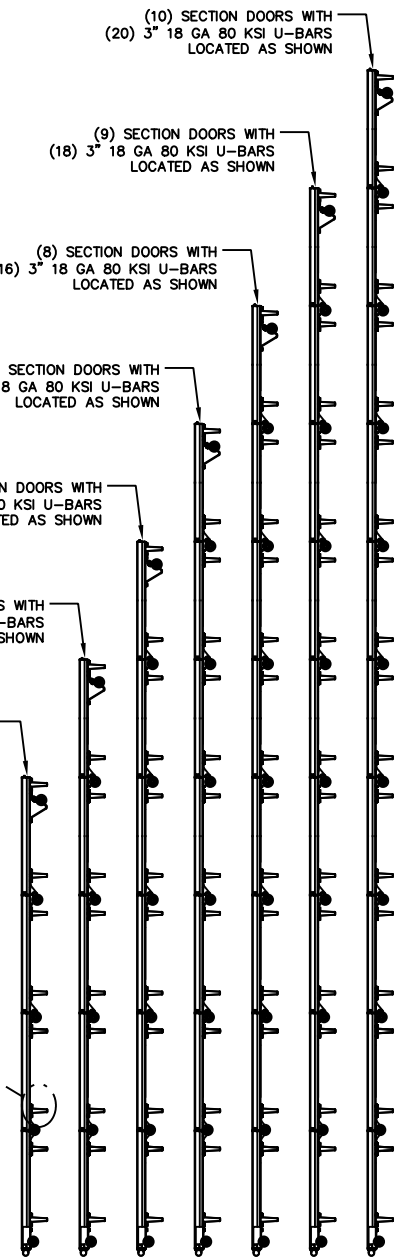 (10) SECTION DOORS WITH
(20) 3" 18 GA 80 KSI U-BARS
LOCATED AS SHOWN
(9) SECTION DOORS WITH
(18) 3" 18 GA 80 KSI U-BARS
LOCATED AS SHOWN
(8) SECTION DOORS WITH
16) 3" 18 GA 80 KSI U-BARS
LOCATED AS SHOWN
SECTION DOORS WITH
8 GA 80 KSI U-BARS
LOCATED AS SHOWN
N DOORS WITH
0 KSI U-BARS
TED AS SHOWN
S WITH
-BARS
SHOWN